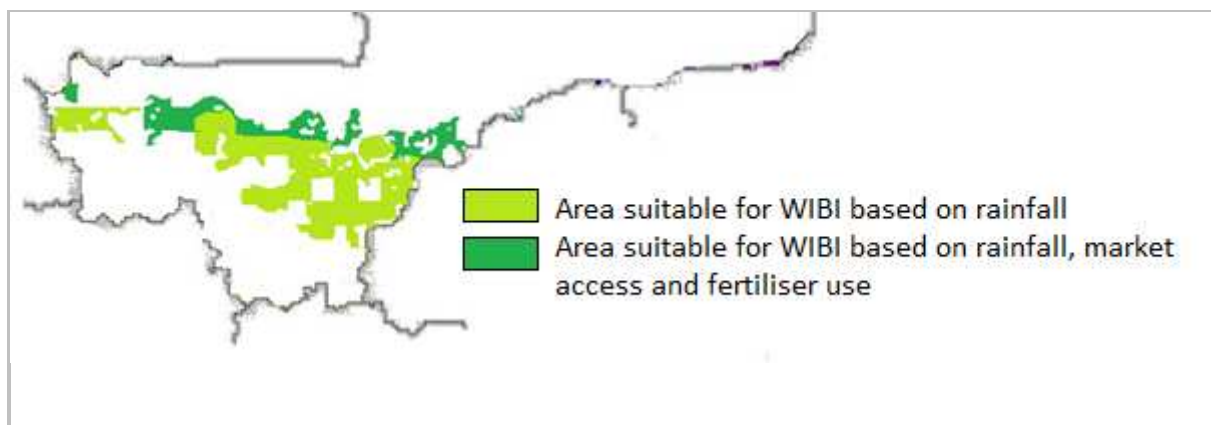 Area suitable for WIBI based on rainfall
Area suitable for WIBI based on rainfall, market
access and fertiliser use